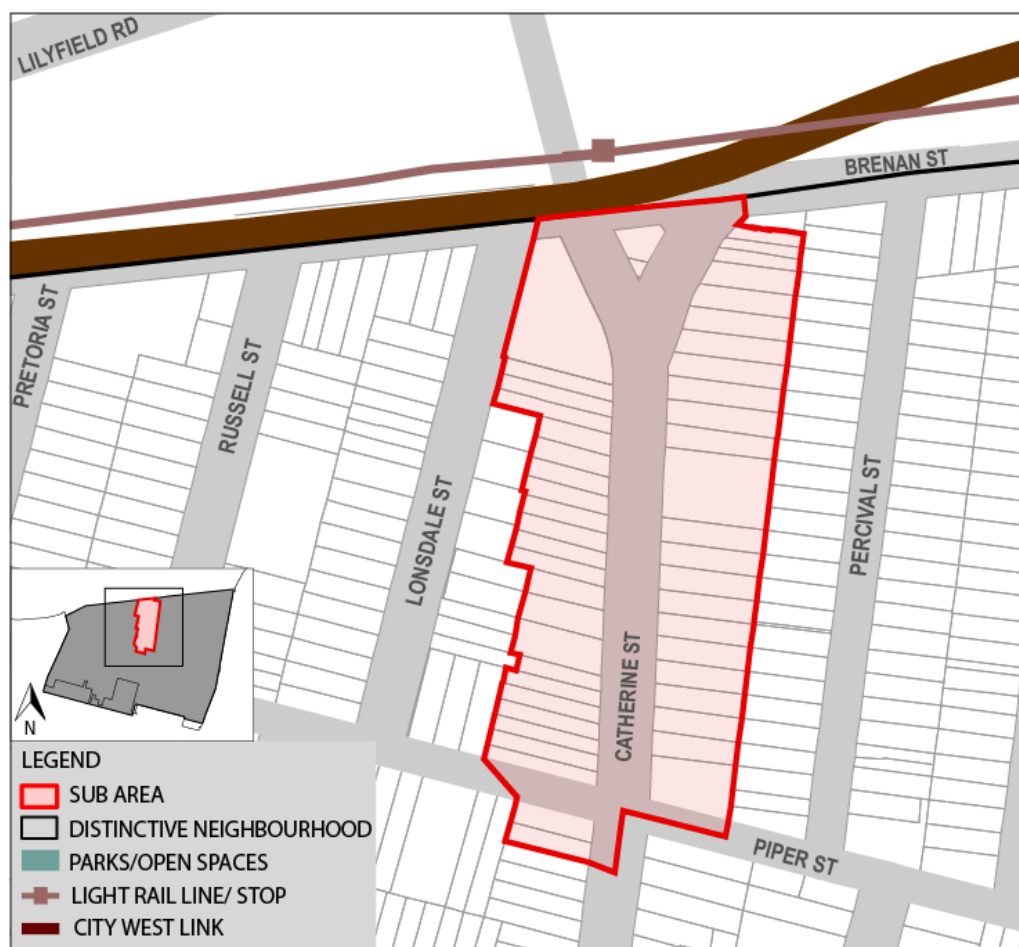 LILYFIELD RD
BRENAN ST
PRETORIA ST
RUSSELL ST
LONSDALE ST
PERCIVAL ST
CATHERINE ST
PIPER ST
N
LEGEND
SUB AREA
DISTINCTIVE NEIGHBOURHOOD
PARKS/OPEN SPACES
LIGHT RAIL LINE/ STOP
CITY WEST LINK